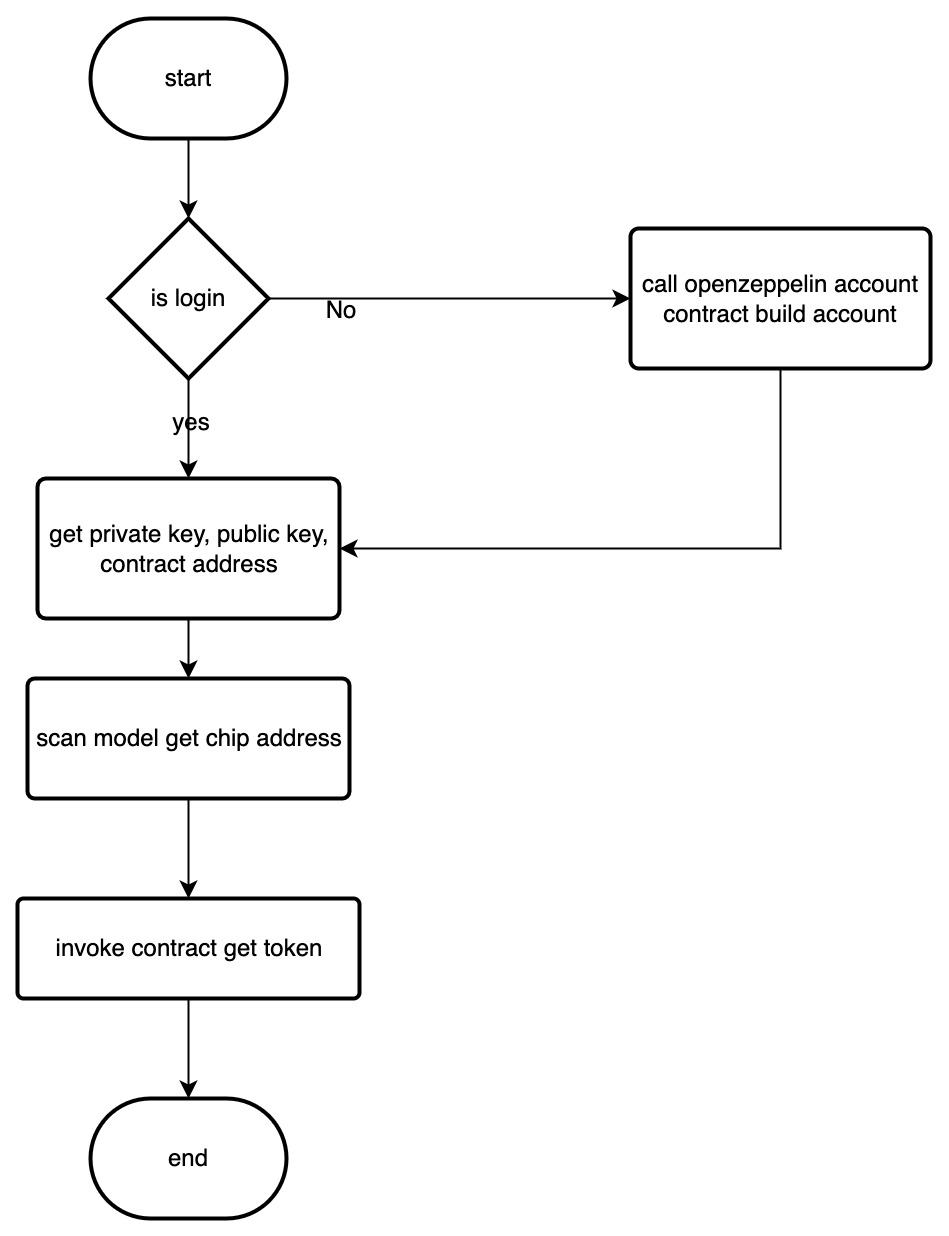 start
is login
No
call openzeppelin account
contract build account
yes
get private key, public key,
contract address
scan model get chip address
invoke contract get token
end